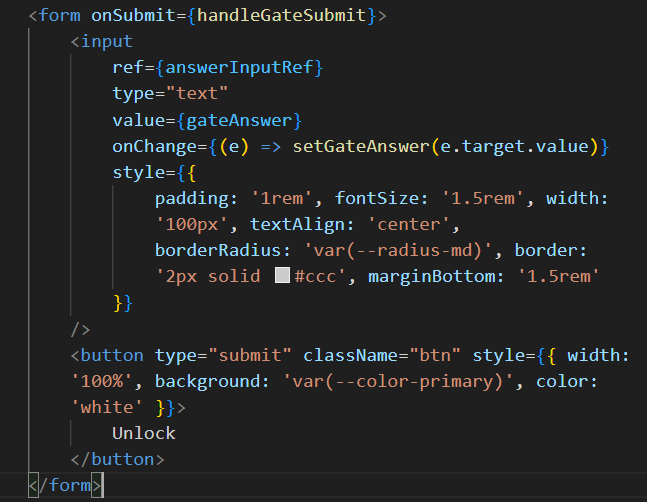 <form onSubmit={handleGateSubmit}>
<input
ref={answerInputRef}
type="text"
value={gateAnswer}
onChange={(e) => setGateAnswer(e.target.value)}
style={{
padding: '1rem', fontSize: '1.5rem', width:
'100px', textAlign: 'center',
borderRadius: 'var(--radius-md)', border:
'2px solid #ccc', marginBottom: '1.5rem'
}}
/>
<button type="submit" className="btn" style={{ width:
'100%', background: 'var(--color-primary)', color:
'white' }}>
Unlock
</button>
</form>